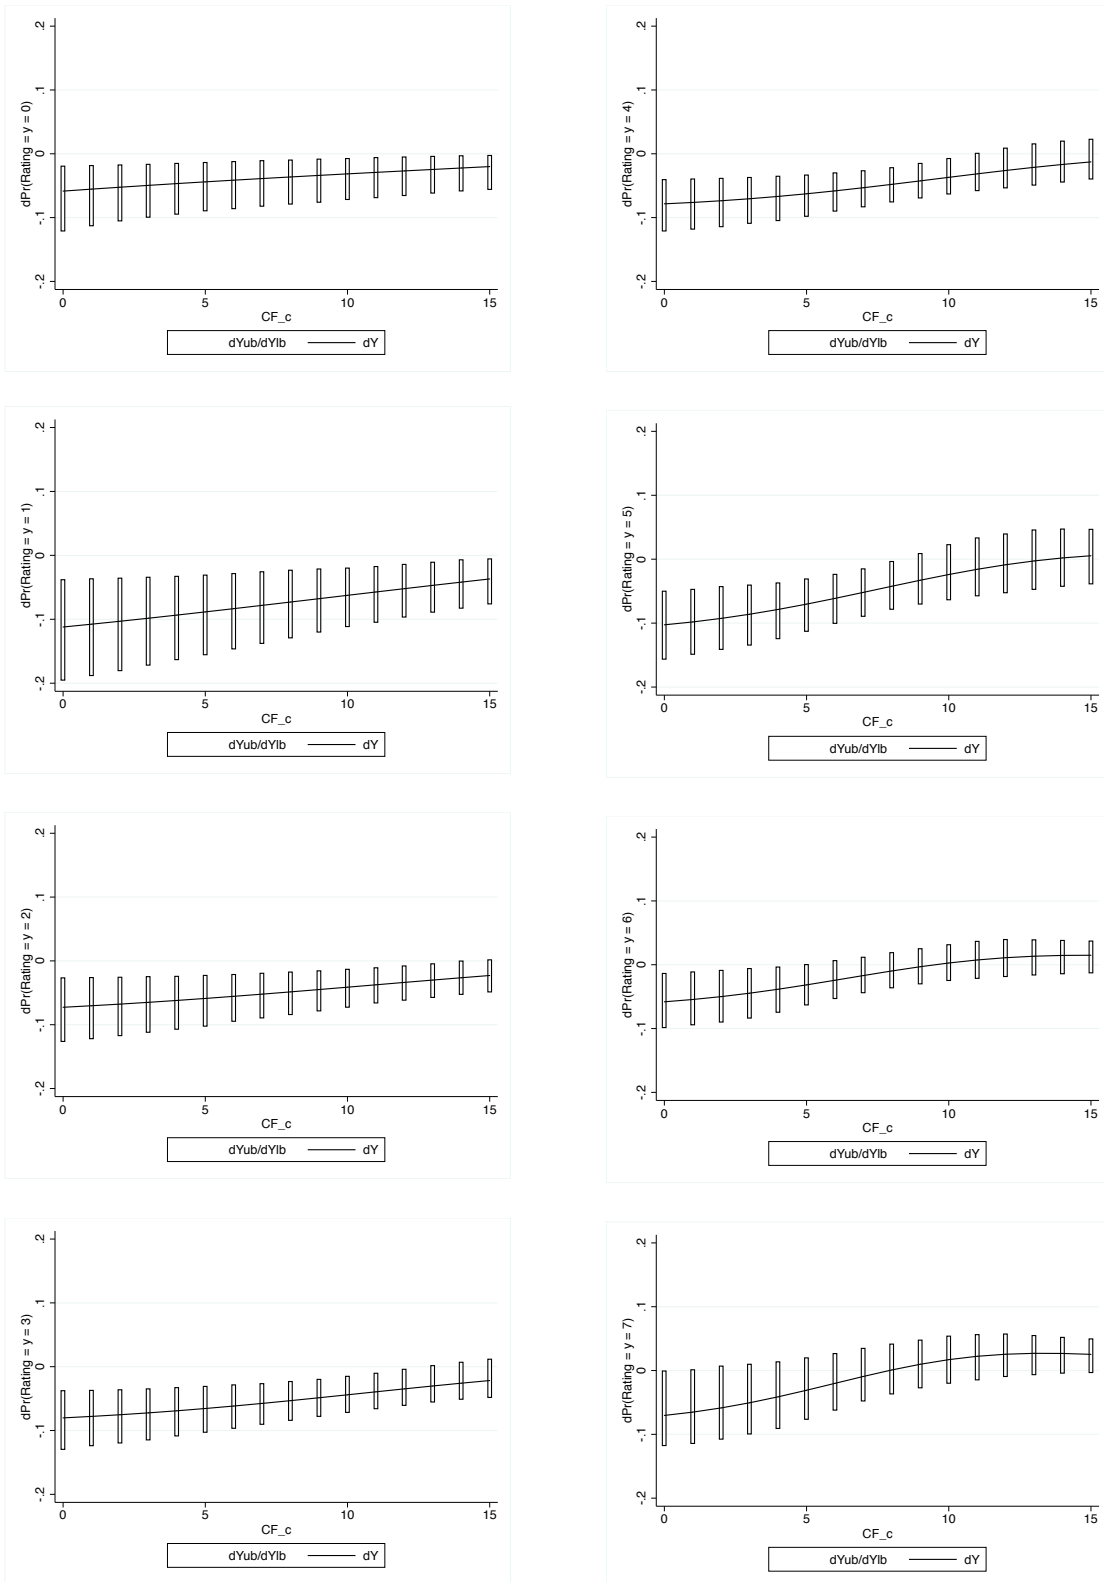 .2
.1
0
-.1
-.2
dPr(Rating = y = 0)
0 5 10 15
CF_c
dYub/dYlb dY
.2
.1
0
-.1
-.2
dPr(Rating = y = 4)
0 5 10 15
CF_c
dYub/dYlb dY
.2
.1
0
-.1
-.2
dPr(Rating = y = 1)
0 5 10 15
CF_c
dYub/dYlb dY
.2
.1
0
-.1
-.2
dPr(Rating = y = 5)
0 5 10 15
CF_c
dYub/dYlb dY
.2
.1
0
-.1
-.2
dPr(Rating = y = 2)
0 5 10 15
CF_c
dYub/dYlb dY
.2
.1
0
-.1
-.2
dPr(Rating = y = 6)
0 5 10 15
CF_c
dYub/dYlb dY
.2
.1
0
-.1
-.2
dPr(Rating = y = 3)
0 5 10 15
CF_c
dYub/dYlb dY
.2
.1
0
-.1
-.2
dPr(Rating = y = 7)
0 5 10 15
CF_c
dYub/dYlb dY